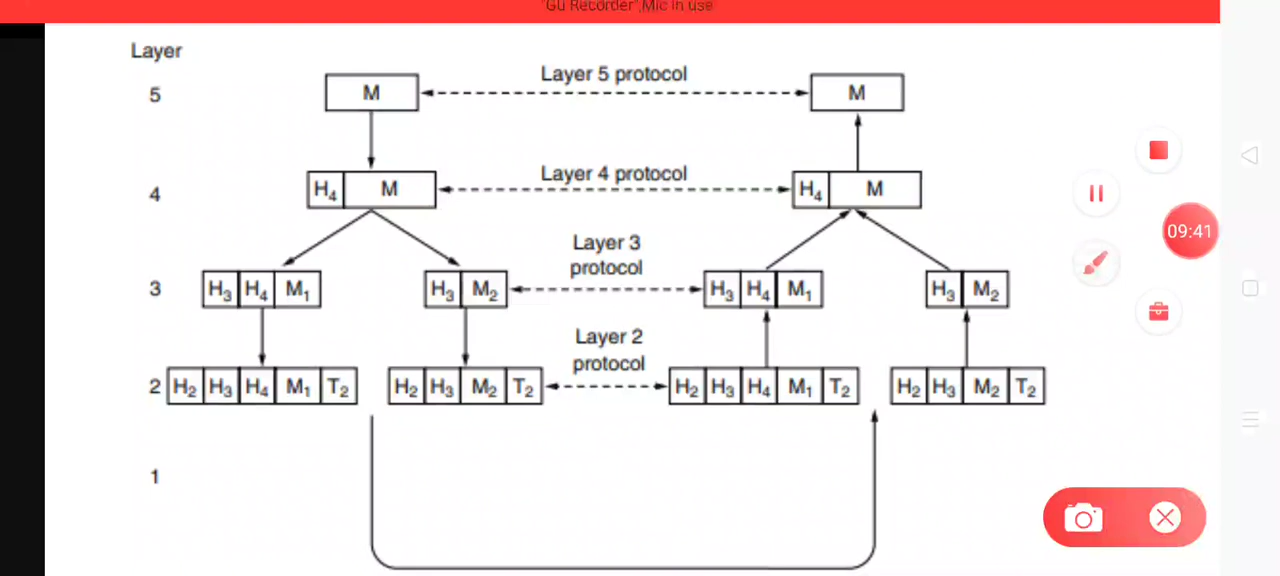 "GU Recorder",Mic in use
Layer
5
M
Layer 5 protocol
M
4
H4 M
Layer 4 protocol
H4 M
3
H3 H4 M1
H3 M2
Layer 3
protocol
H3 H4 M1
H3 M2
2
H2 H3 H4 M1 T2
H2 H3 M2 T2
Layer 2
protocol
H2 H3 H4 M1 T2
H2 H3 M2 T2
1
09:41